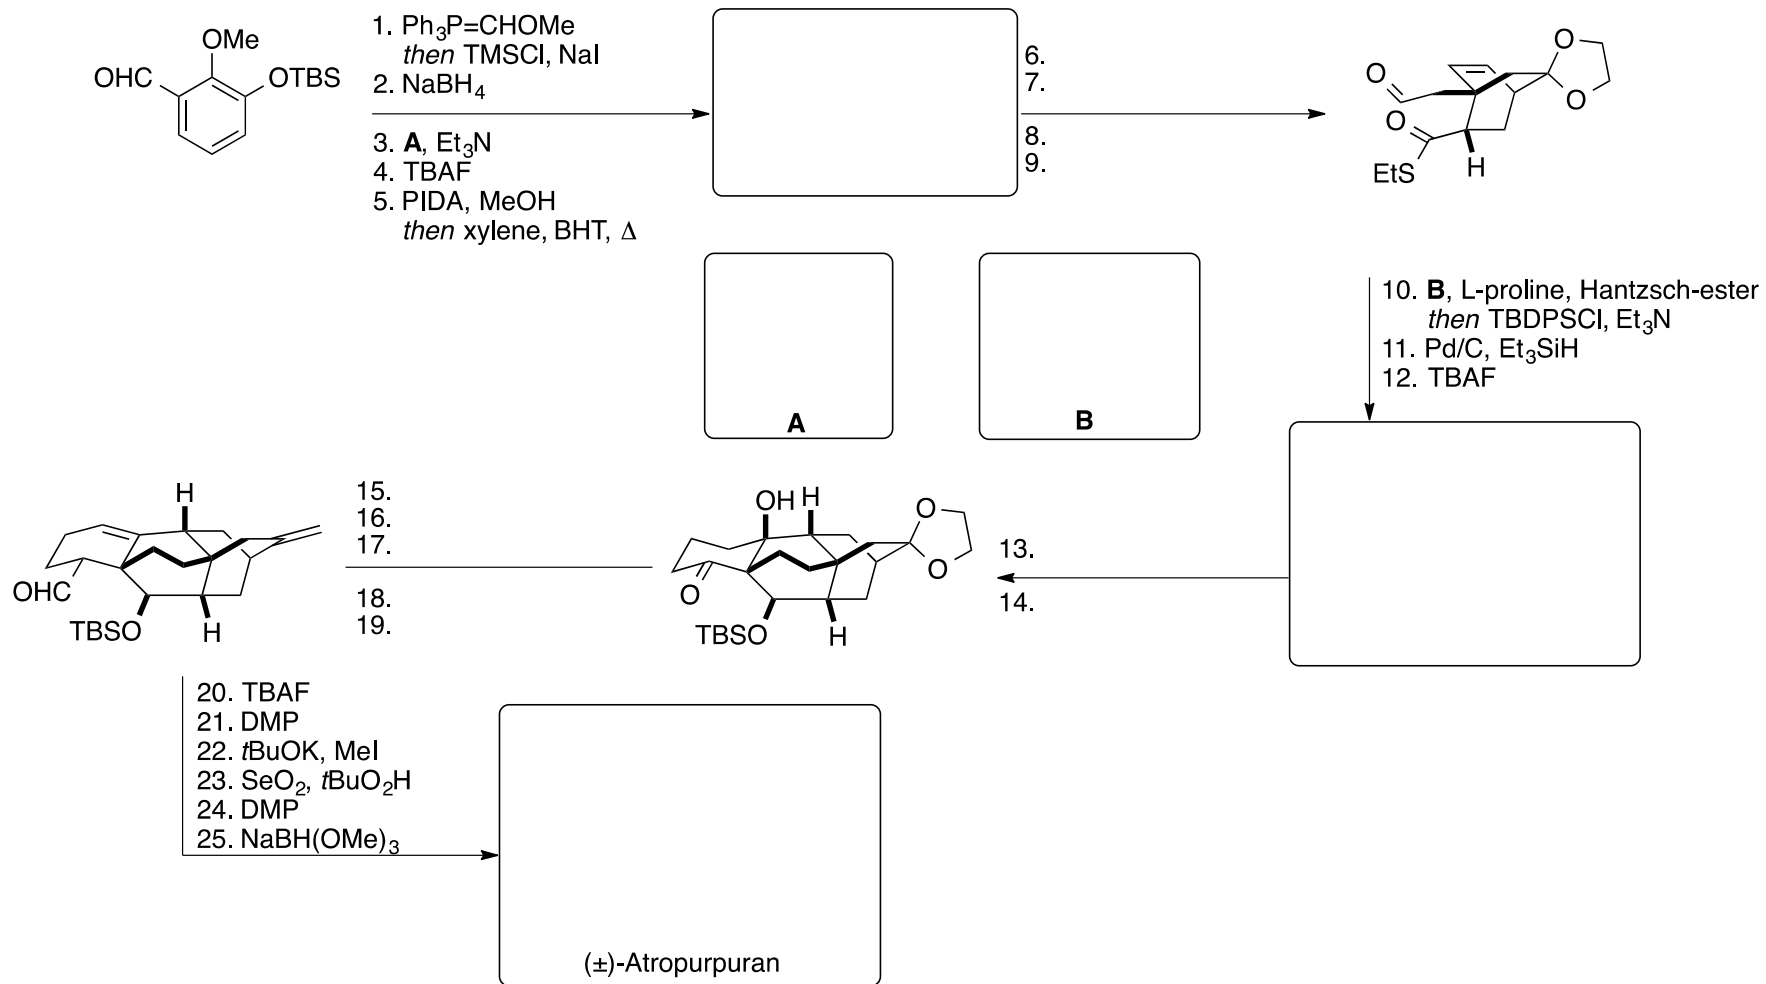 OMe
OHC
OTBS
1. Ph3P=CHOMe
then TMSCl, NaI
2. NaBH4
3. A, Et3N
4. TBAF
5. PIDA, MeOH
then xylene, BHT, Δ
6.
7.
8.
9.
O
O
O
O
EtS
H
A
B
10. B, L-proline, Hantzsch-ester
then TBDPSCl, Et3N
11. Pd/C, Et3SiH
12. TBAF
13.
14.
OH H
O
O
O
TBSO
H
15.
16.
17.
18.
19.
H
OHC
TBSO
H
20. TBAF
21. DMP
22. tBuOK, MeI
23. SeO2, tBuO2H
24. DMP
25. NaBH(OMe)3
(±)-Atropurpuran